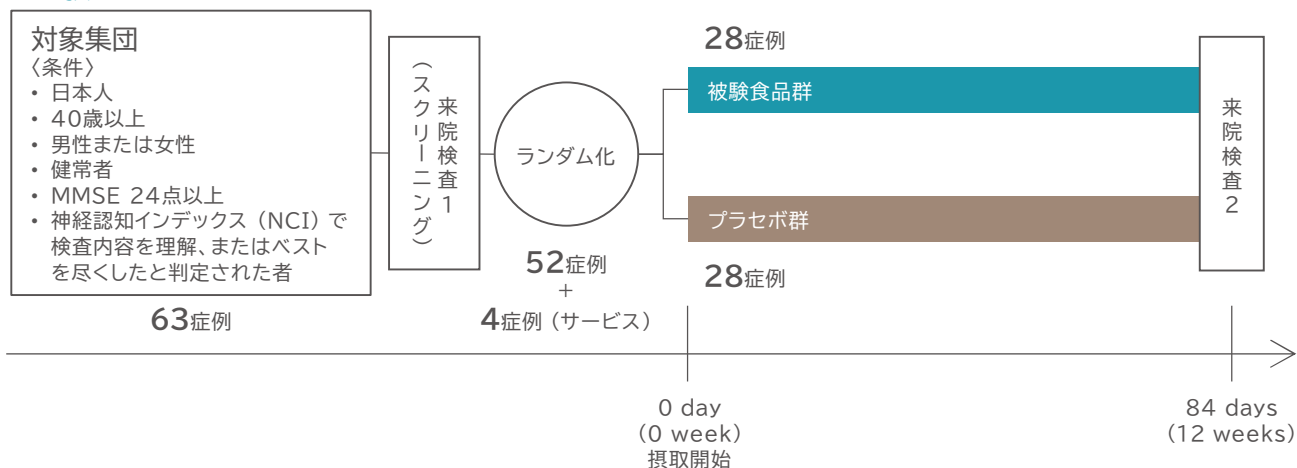 対象集団
〈条件〉
• 日本人
• 40歳以上
• 男性または女性
• 健常者
• MMSE 24点以上
• 神経認知インデックス（NCI）で
検査内容を理解、またはベスト
を尽くしたと判定された者
63症例
来院検査1
（スクリーニング）
ランダム化
52症例
+
4症例（サービス）
28症例
被験食品群
プラセボ群
28症例
来院検査2
0 day
(0 week)
摂取開始
84 days
(12 weeks)